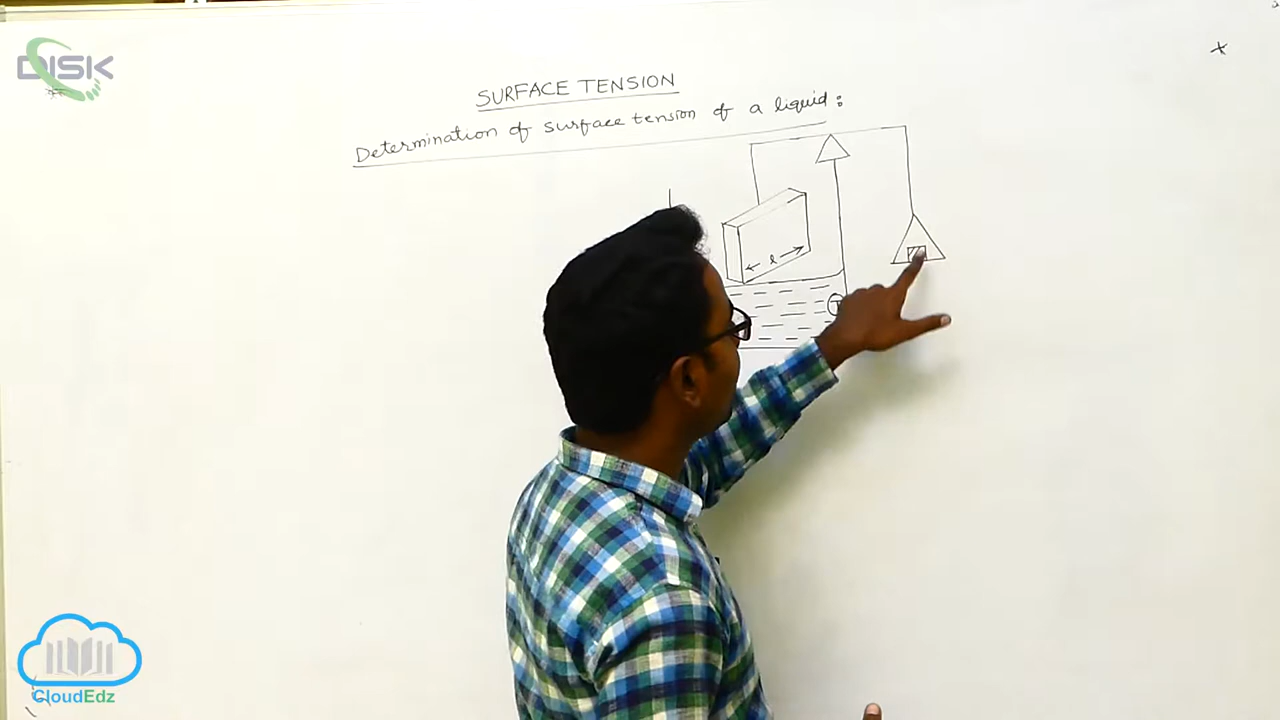 DISK
SURFACE TENSION
Determination of surface tension of a liquid:
l
CloudEdz